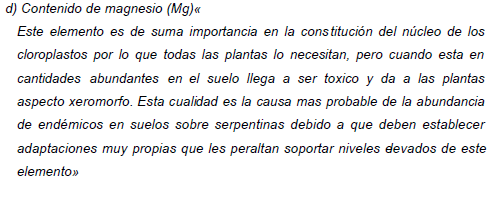 d) Contenido de magnesio (Mg)«
Este elemento es de suma importancia en la constitución del núcleo de los
cloroplastos por lo que todas las plantas lo necesitan, pero cuando esta en
cantidades abundantes en el suelo llega a ser toxico y da a las plantas
aspecto xeromorfo. Esta cualidad es la causa mas probable de la abundancia
de endémicos en suelos sobre serpentinas debido a que deben establecer
adaptaciones muy propias que les peraltan soportar niveles elevados de este
elemento»